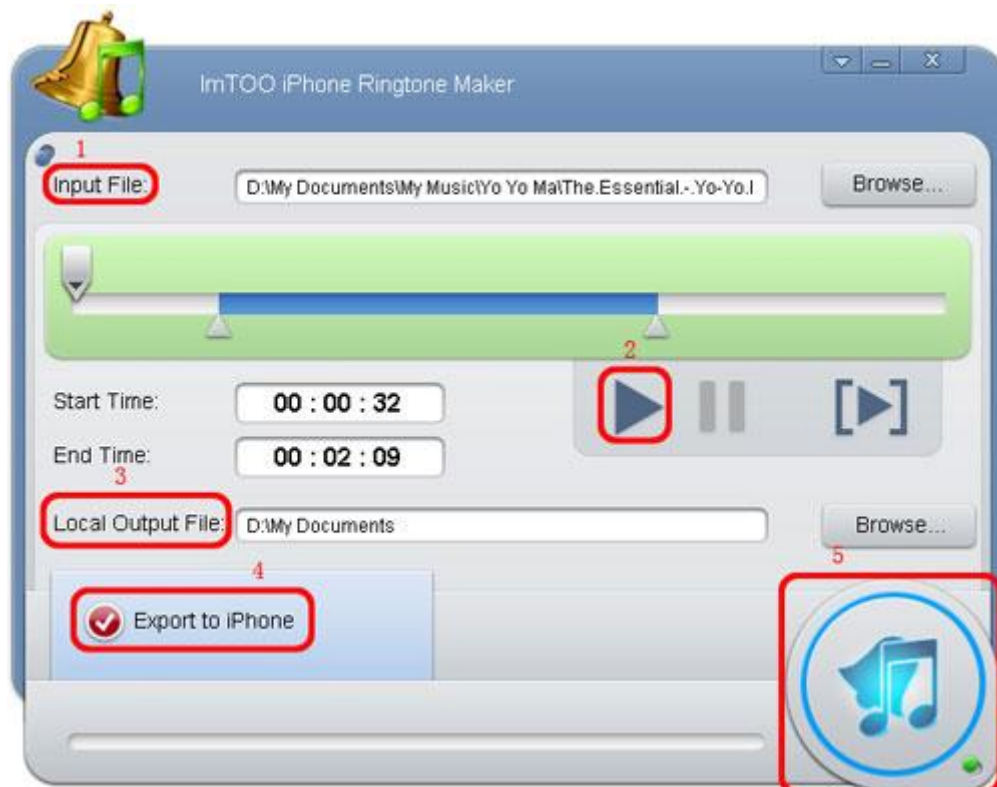 ImTOO iPhone Ringtone Maker
1
Input File:
D:\My Documents\My Music\Yo Yo Ma\The.Essential.-.Yo-Yo.I
Browse...
2
Start Time:
00 : 00 : 32
End Time:
00 : 02 : 09
3
Local Output File:
D:\My Documents
Browse...
4
5
Export to iPhone